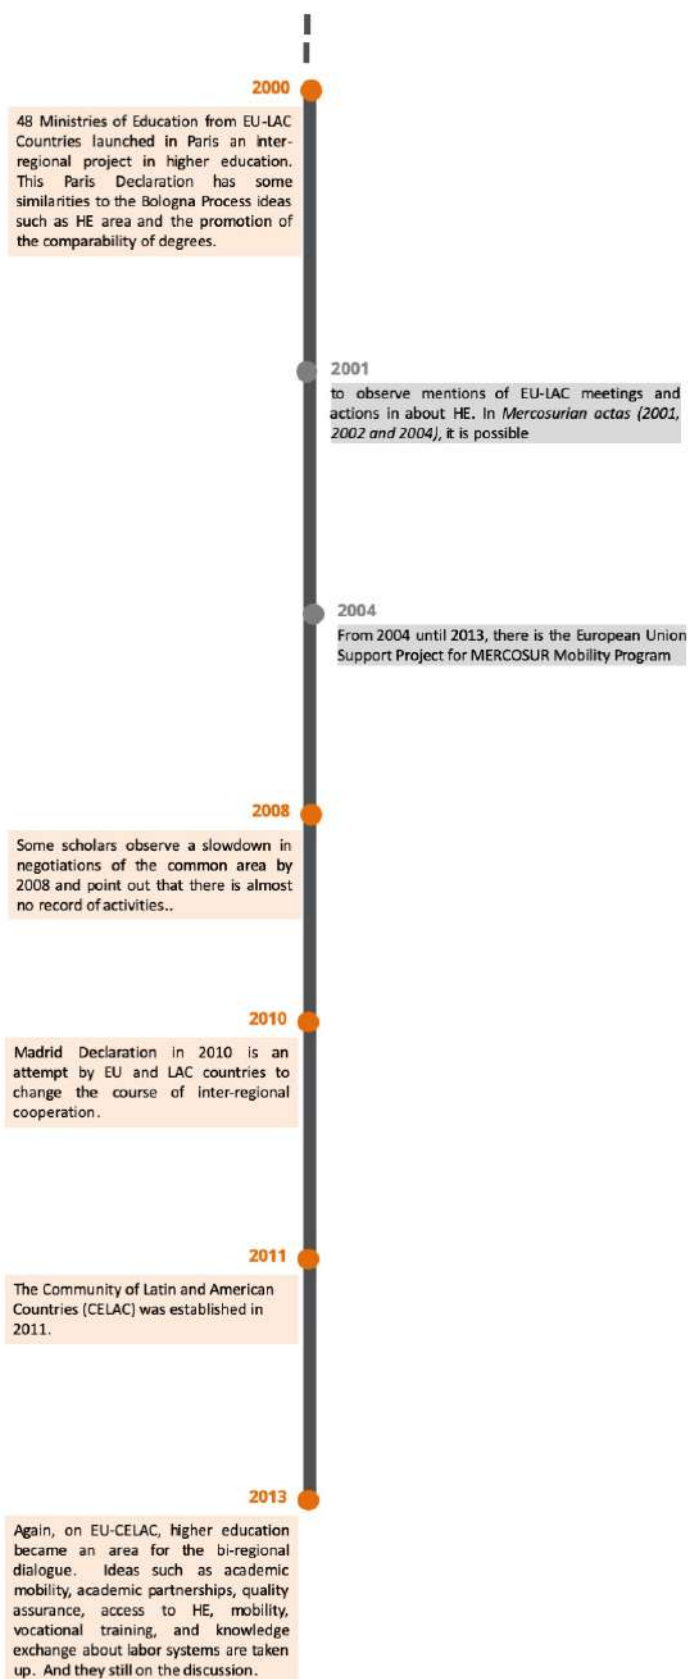 2000
48 Ministries of Education from EU-LAC
Countries launched in Paris an inter-
regional project in higher education.
This Paris Declaration has some
similarities to the Bologna Process ideas
such as HE area and the promotion of
the comparability of degrees.
2001
to observe mentions of EU-LAC meetings and
actions in about HE. In Mercosurian actas (2001,
2002 and 2004), it is possible
2004
From 2004 until 2013, there is the European Union
Support Project for MERCOSUR Mobility Program
2008
Some scholars observe a slowdown in
negotiations of the common area by
2008 and point out that there is almost
no record of activities..
2010
Madrid Declaration in 2010 is an
attempt by EU and LAC countries to
change the course of inter-regional
cooperation.
2011
The Community of Latin and American
Countries (CELAC) was established in
2011.
2013
Again, on EU-CELAC, higher education
became an area for the bi-regional
dialogue. Ideas such as academic
mobility, academic partnerships, quality
assurance, access to HE, mobility,
vocational training, and knowledge
exchange about labor systems are taken
up. And they still on the discussion.